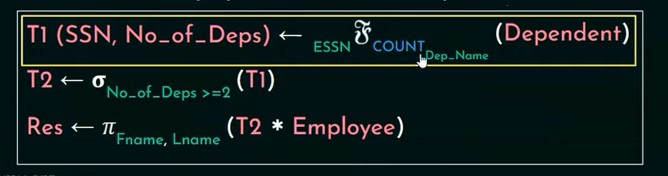 T1 (SSN, No_of_Deps) ← ESSN ℱ COUNT Dep_Name (Dependent)
T2 ← σ No_of_Deps >=2 (T1)
Res ← π Fname, Lname (T2 * Employee)